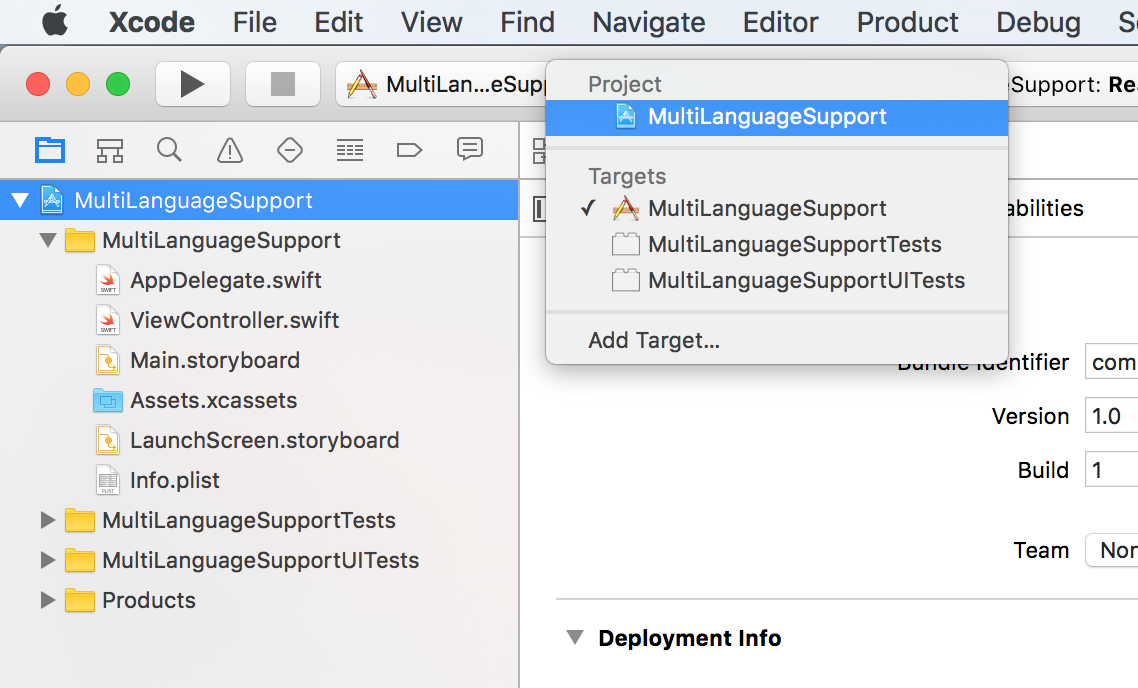 Xcode File Edit View Find Navigate Editor Product Debug
MultiLan...eSupp
eSupport: Rea
Project
MultiLanguageSupport
Targets
✓ MultiLanguageSupport
MultiLanguageSupportTests
MultiLanguageSupportUITests
Add Target...
MultiLanguageSupport
MultiLanguageSupport
AppDelegate.swift
ViewController.swift
Main.storyboard
Assets.xcassets
LaunchScreen.storyboard
Info.plist
MultiLanguageSupportTests
MultiLanguageSupportUITests
Products
abilities
Bundle Identifier com
Version 1.0
Build 1
Team Non
Deployment Info